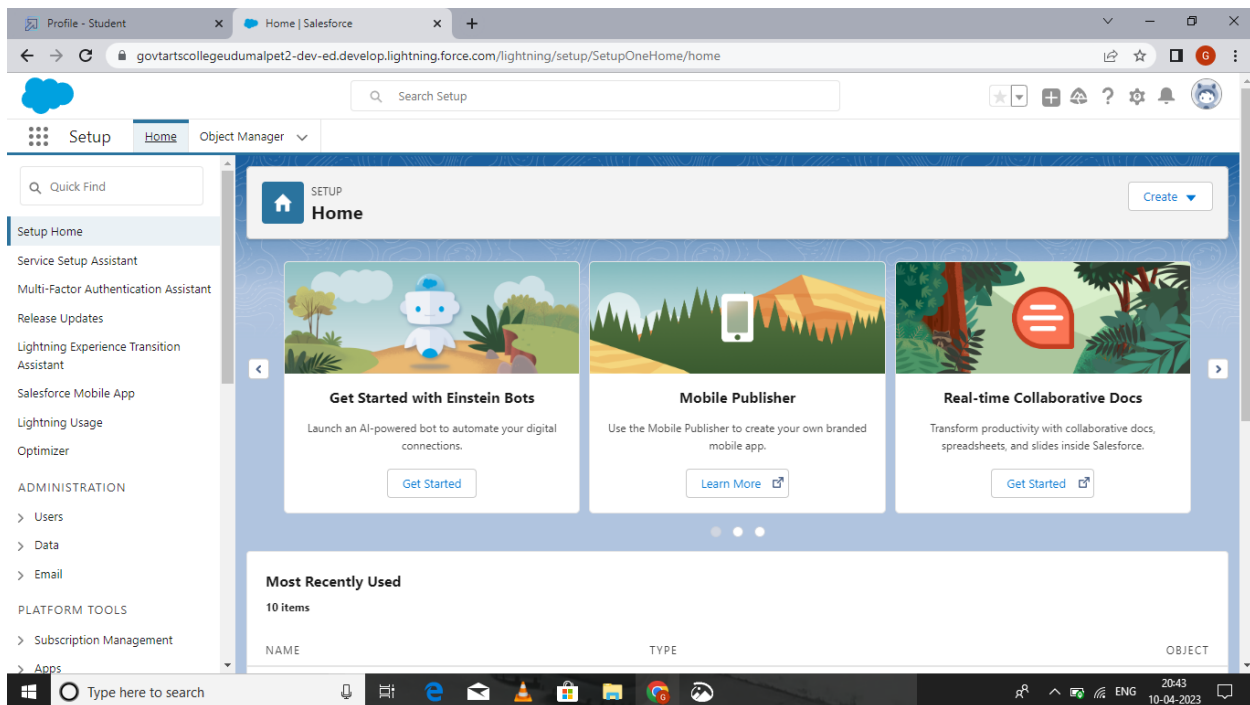 Profile - Student
Home | Salesforce
govtartscollegeudumalpet2-dev-ed.develop.lightning.force.com/lightning/setup/SetupOneHome/home
G
Search Setup
Setup
Home
Object Manager
Quick Find
Setup Home
Service Setup Assistant
Multi-Factor Authentication Assistant
Release Updates
Lightning Experience Transition
Assistant
Salesforce Mobile App
Lightning Usage
Optimizer
ADMINISTRATION
Users
Data
Email
PLATFORM TOOLS
Subscription Management
Apps
SETUP
Home
Create
Get Started with Einstein Bots
Launch an AI-powered bot to automate your digital
connections.
Get Started
Mobile Publisher
Use the Mobile Publisher to create your own branded
mobile app.
Learn More
Real-time Collaborative Docs
Transform productivity with collaborative docs,
spreadsheets, and slides inside Salesforce.
Get Started
Most Recently Used
10 items
NAME TYPE OBJECT
Type here to search
ENG
20:43
10-04-2023